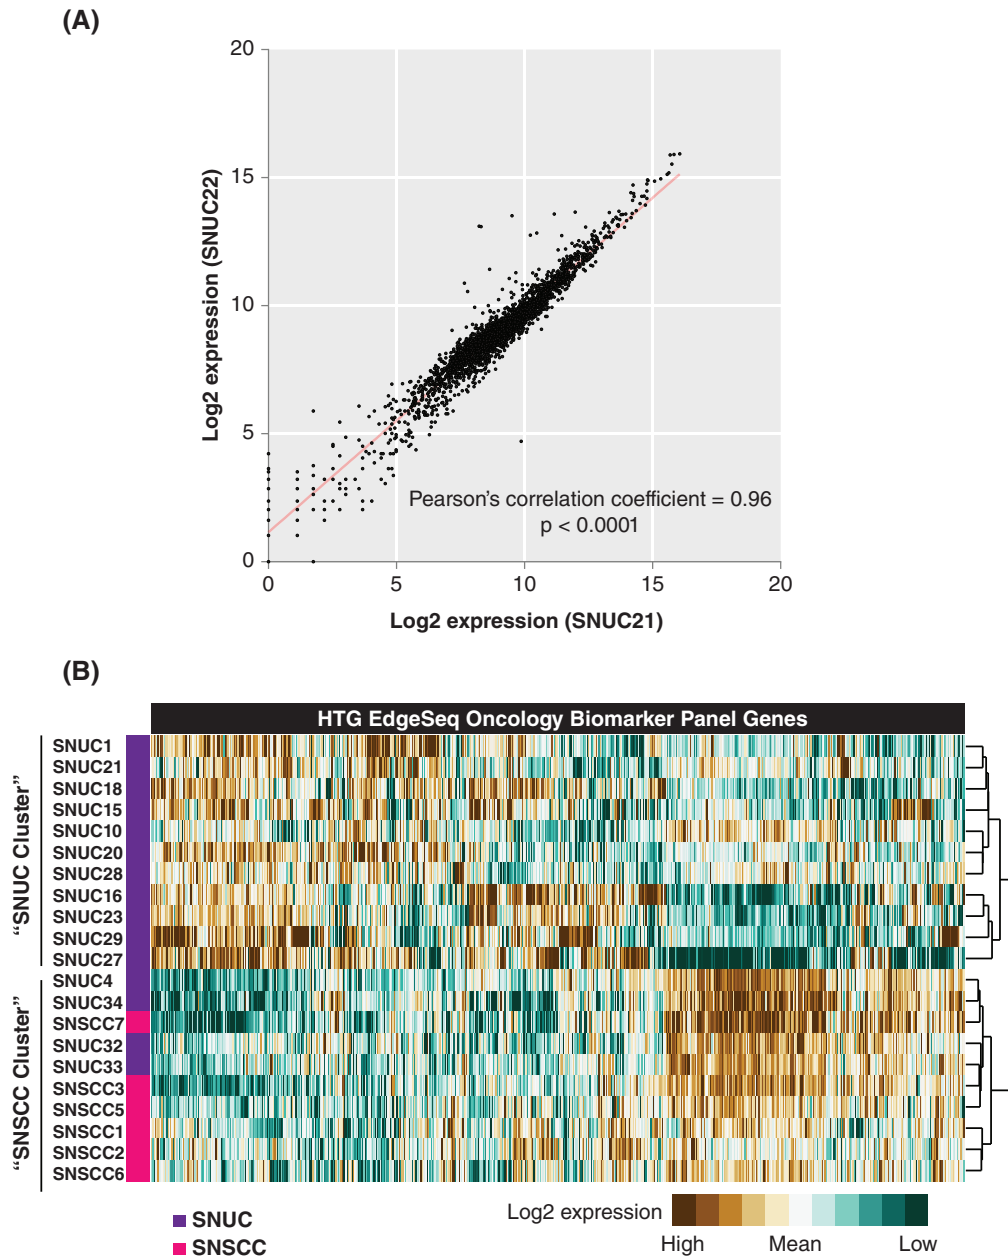 (A)
20
15
10
5
0
0 5 10 15 20
Log2 expression (SNUC22)
Pearson's correlation coefficient = 0.96
p < 0.0001
Log2 expression (SNUC21)
(B)
HTG EdgeSeq Oncology Biomarker Panel Genes
"SNUC Cluster"
SNUC1
SNUC21
SNUC18
SNUC15
SNUC10
SNUC20
SNUC28
SNUC16
SNUC23
SNUC29
SNUC27
"SNSCC Cluster"
SNUC4
SNUC34
SNSCC7
SNUC32
SNUC33
SNSCC3
SNSCC5
SNSCC1
SNSCC2
SNSCC6
SNUC
SNSCC
Log2 expression
High Mean Low